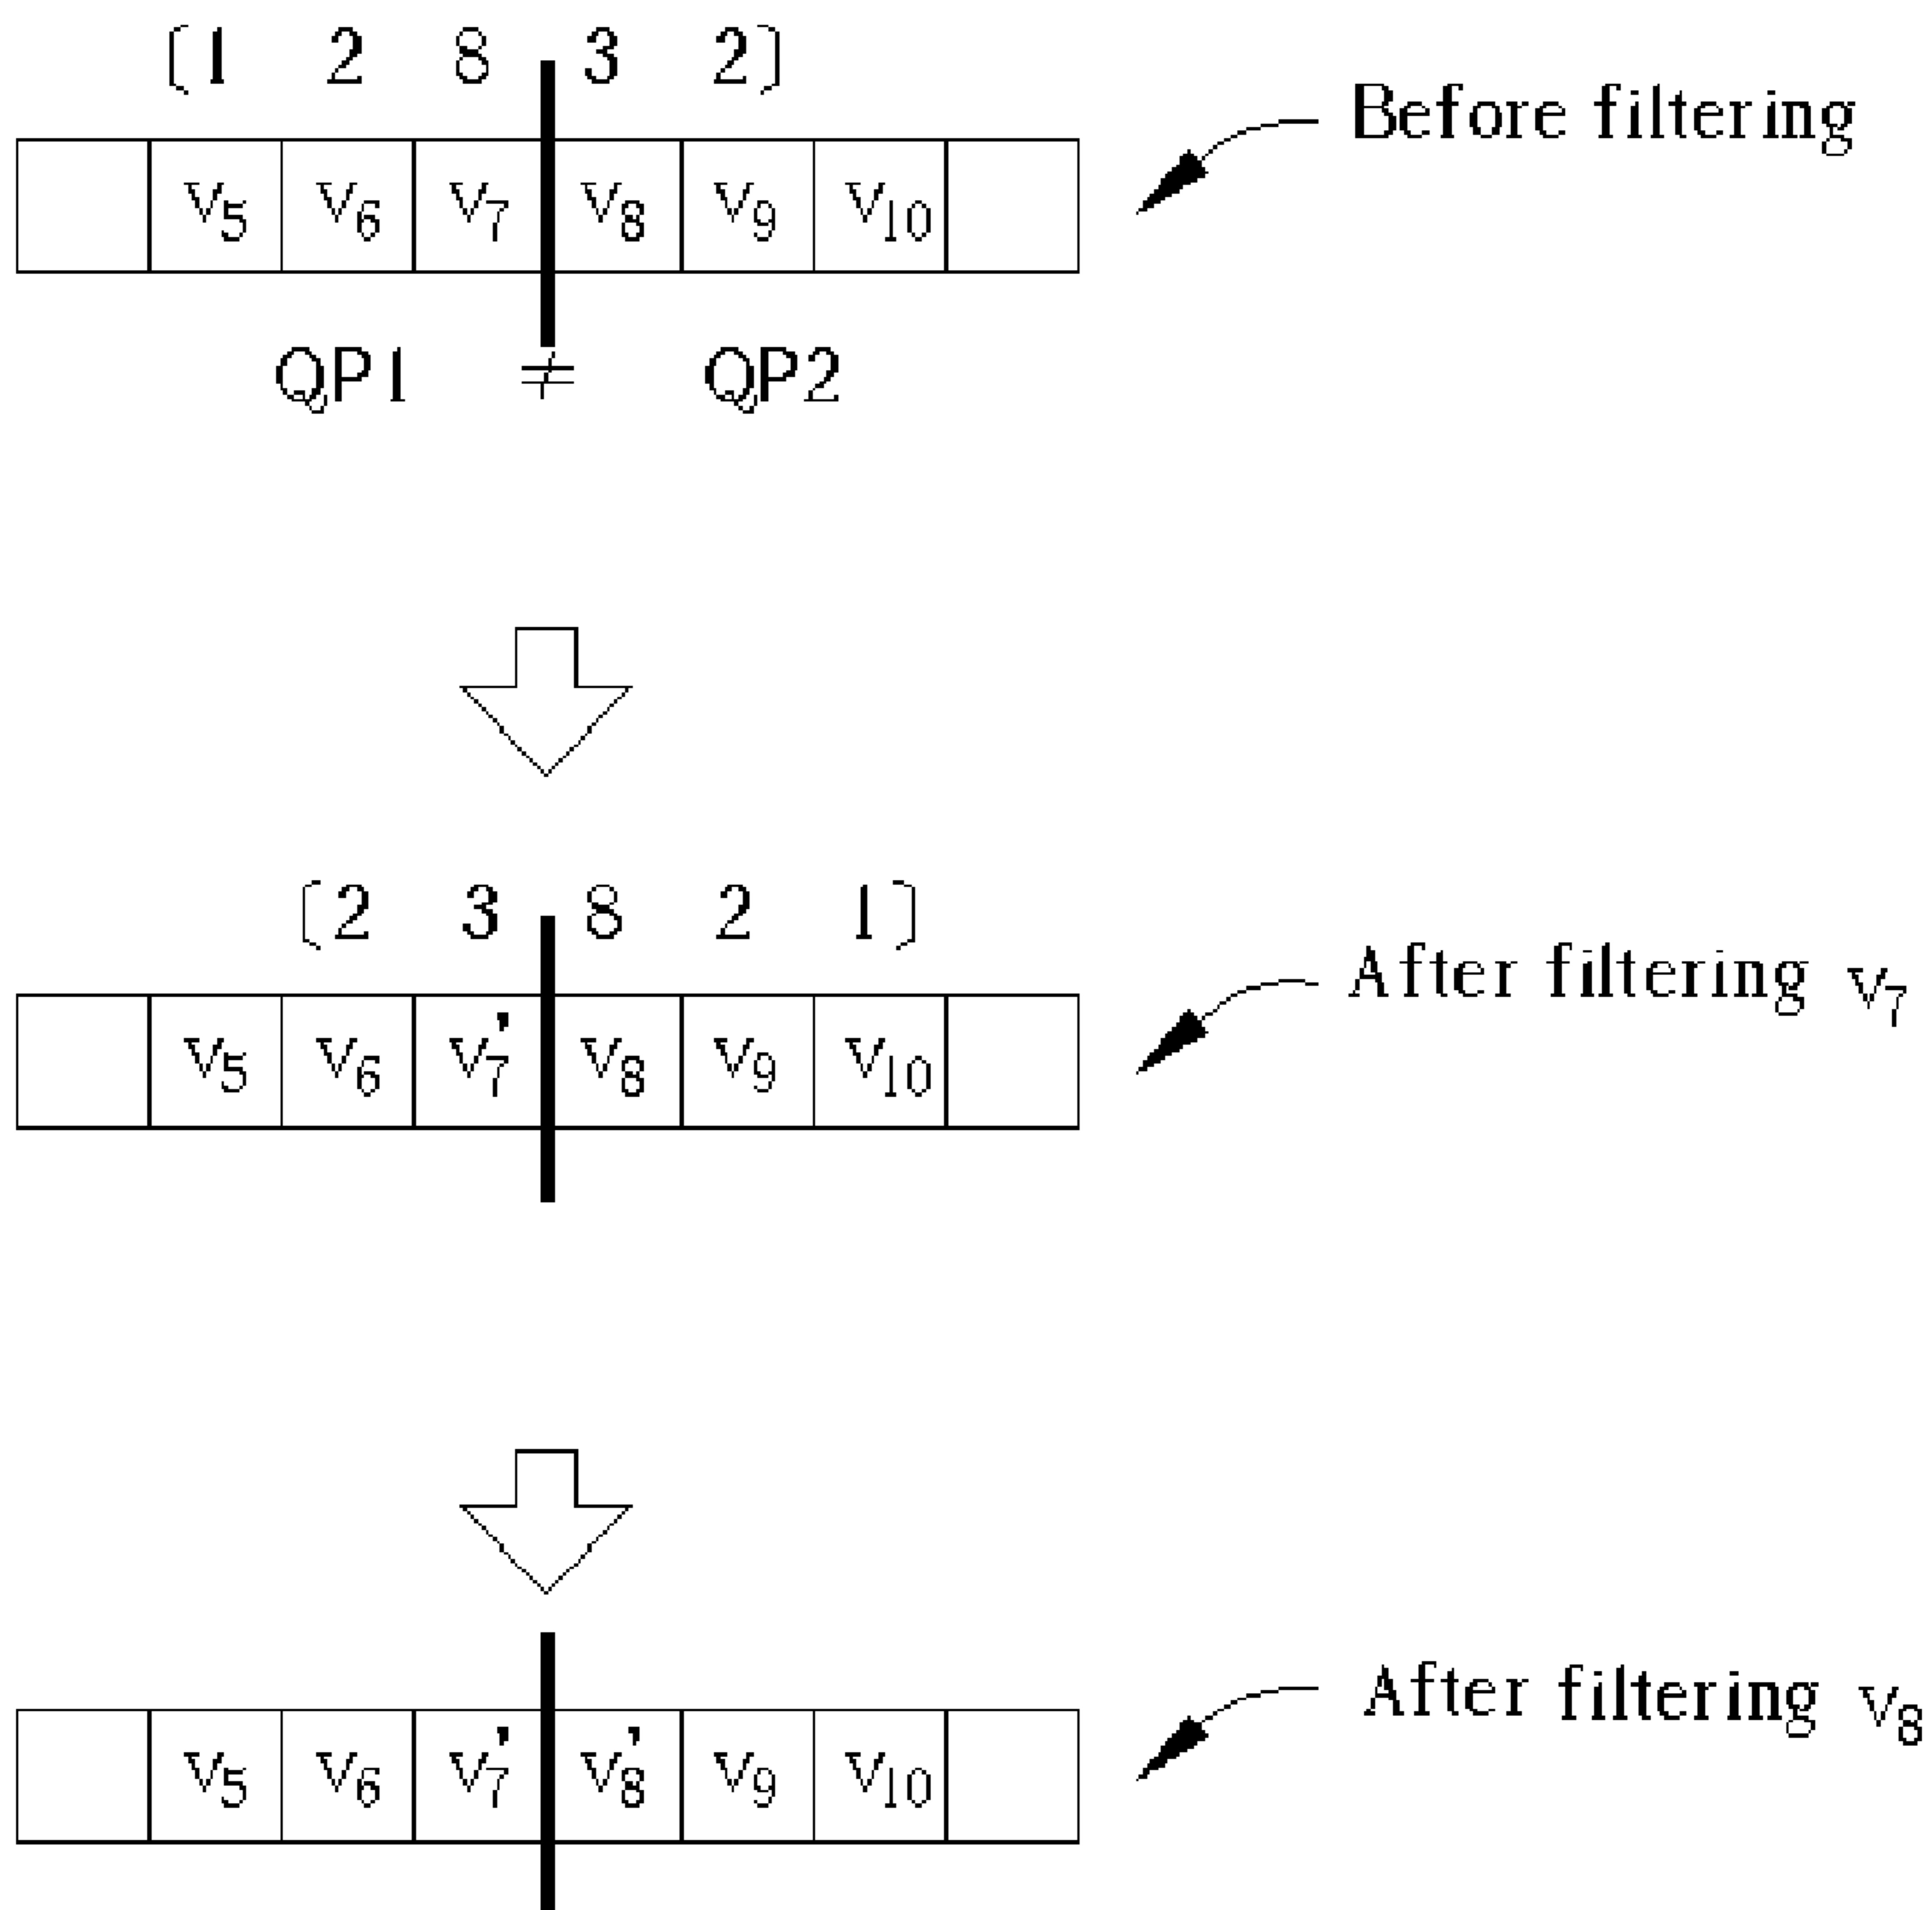 (1 2 8 3 2)
Before filtering
v5 v6 v7 v8 v9 v10
QP1 ≠ QP2
(2 3 8 2 1)
After filtering v7
v5 v6 v7' v8 v9 v10
After filtering v8
v5 v6 v7' v8' v9 v10